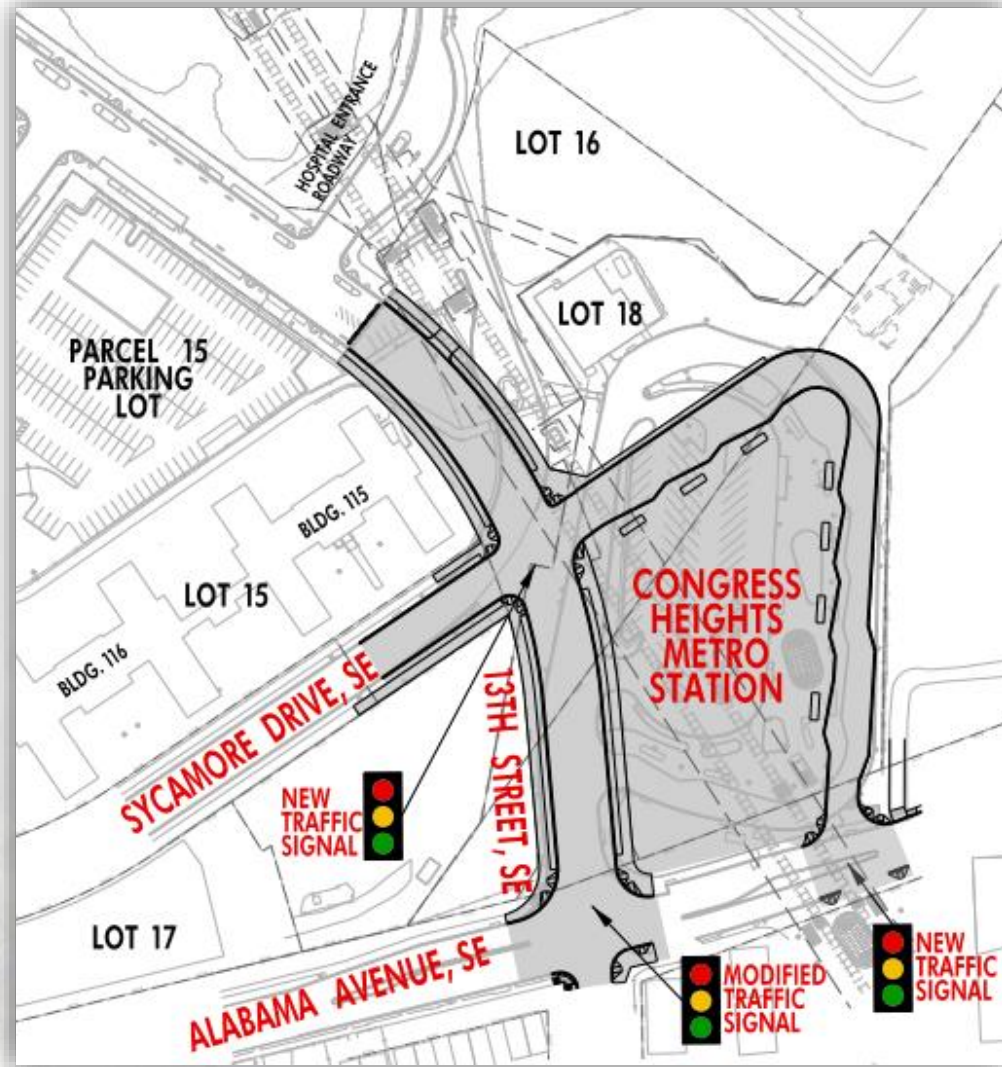 HOSPITAL ENTRANCE
ROADWAY
LOT 16
LOT 18
PARCEL 15
PARKING
LOT
BLDG. 115
LOT 15
BLDG. 116
CONGRESS
HEIGHTS
METRO
STATION
SYCAMORE DRIVE, SE
13TH STREET, SE
NEW
TRAFFIC
SIGNAL
LOT 17
ALABAMA AVENUE, SE
MODIFIED
TRAFFIC
SIGNAL
NEW
TRAFFIC
SIGNAL